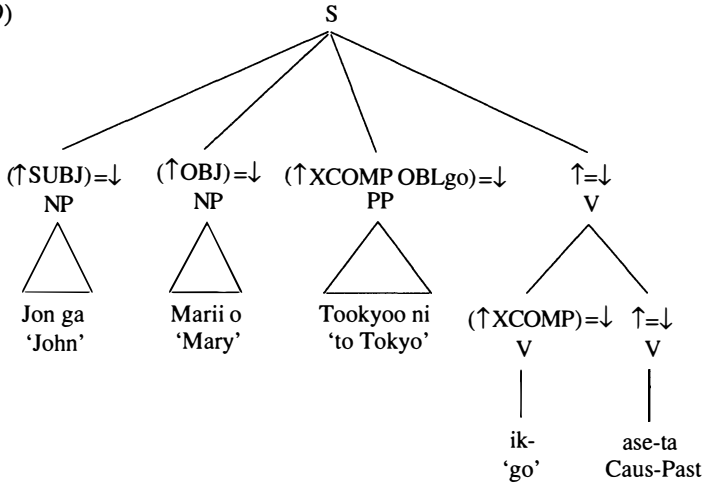 9)
S
(↑SUBJ)=↓ (↑OBJ)=↓ (↑XCOMP OBLgo)=↓ ↑=↓
NP NP PP V
Jon ga Marii o Tookyoo ni (↑XCOMP)=↓ ↑=↓
‘John’ ‘Mary’ ‘to Tokyo’ V V
ik- ase-ta
‘go’ Caus-Past